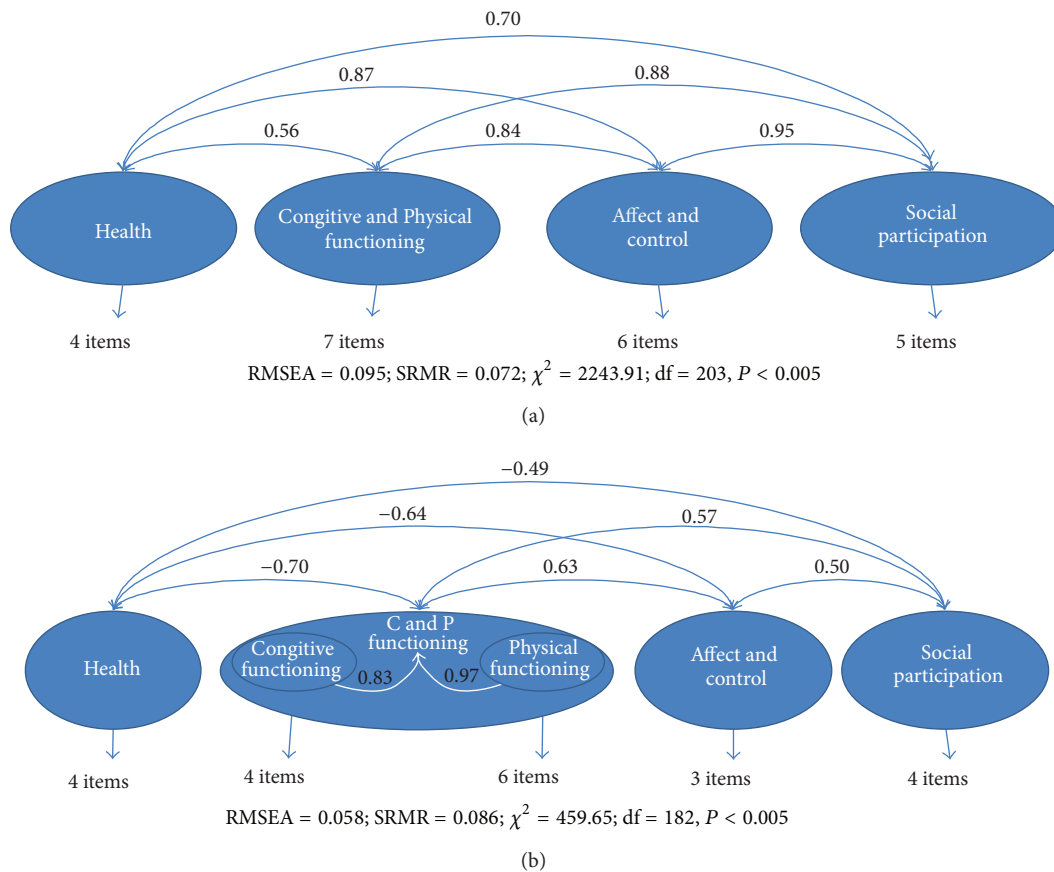 0.70
0.87
0.88
0.56
0.84
0.95
Health
Congitive and Physical
functioning
Affect and
control
Social
participation
4 items
7 items
6 items
5 items
RMSEA = 0.095; SRMR = 0.072; χ² = 2243.91; df = 203, P < 0.005
(a)
−0.49
−0.64
0.57
−0.70
0.63
0.50
Health
C and P
functioning
Congitive
functioning
Physical
functioning
0.83
0.97
Affect and
control
Social
participation
4 items
4 items
6 items
3 items
4 items
RMSEA = 0.058; SRMR = 0.086; χ² = 459.65; df = 182, P < 0.005
(b)